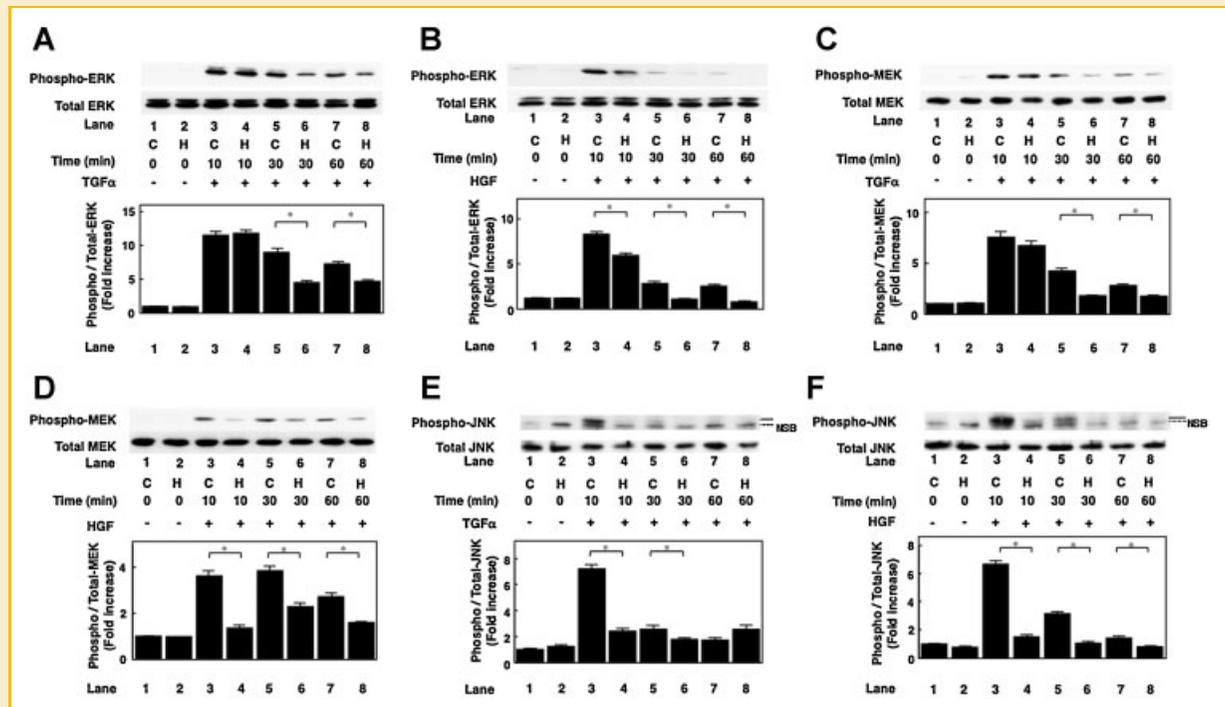 A
Phospho-ERK
Total ERK
Lane 1 2 3 4 5 6 7 8
C H C H C H C H
Time (min) 0 0 10 10 30 30 60 60
TGFα - - + + + + + +
Phospho / Total-ERK
(Fold increase)
15
10
5
0
* *
Lane 1 2 3 4 5 6 7 8
B
Phospho-ERK
Total ERK
Lane 1 2 3 4 5 6 7 8
C H C H C H C H
Time (min) 0 0 10 10 30 30 60 60
HGF - - + + + + + +
Phospho / Total-ERK
(Fold increase)
10
5
0
* * *
Lane 1 2 3 4 5 6 7 8
C
Phospho-MEK
Total MEK
Lane 1 2 3 4 5 6 7 8
C H C H C H C H
Time (min) 0 0 10 10 30 30 60 60
TGFα - - + + + + + +
Phospho / Total-MEK
(Fold increase)
10
5
0
* *
Lane 1 2 3 4 5 6 7 8
D
Phospho-MEK
Total MEK
Lane 1 2 3 4 5 6 7 8
C H C H C H C H
Time (min) 0 0 10 10 30 30 60 60
HGF - - + + + + + +
Phospho / Total-MEK
(Fold increase)
4
2
0
* * *
Lane 1 2 3 4 5 6 7 8
E
Phospho-JNK
NSB
Total JNK
Lane 1 2 3 4 5 6 7 8
C H C H C H C H
Time (min) 0 0 10 10 30 30 60 60
TGFα - - + + + + + +
Phospho / Total-JNK
(Fold increase)
8
6
4
2
0
* *
Lane 1 2 3 4 5 6 7 8
F
Phospho-JNK
NSB
Total JNK
Lane 1 2 3 4 5 6 7 8
C H C H C H C H
Time (min) 0 0 10 10 30 30 60 60
HGF - - + + + + + +
Phospho / Total-JNK
(Fold increase)
8
6
4
2
0
* * *
Lane 1 2 3 4 5 6 7 8